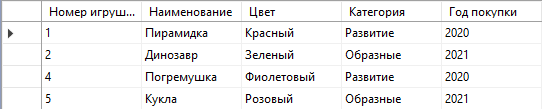 Номер игруш... Наименование Цвет Категория Год покупки
1 Пирамидка Красный Развитие 2020
2 Динозавр Зеленый Образные 2021
4 Погремушка Фиолетовый Развитие 2020
5 Кукла Розовый Образные 2021